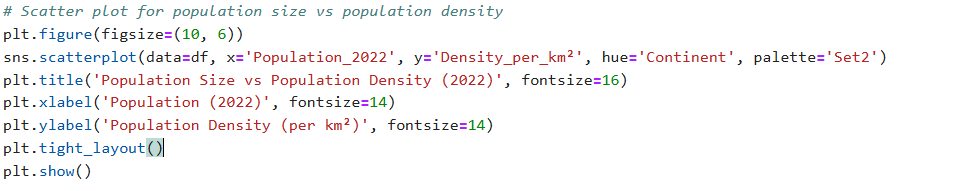 # Scatter plot for population size vs population density
plt.figure(figsize=(10, 6))
sns.scatterplot(data=df, x='Population_2022', y='Density_per_km²', hue='Continent', palette='Set2')
plt.title('Population Size vs Population Density (2022)', fontsize=16)
plt.xlabel('Population (2022)', fontsize=14)
plt.ylabel('Population Density (per km²)', fontsize=14)
plt.tight_layout()
plt.show()